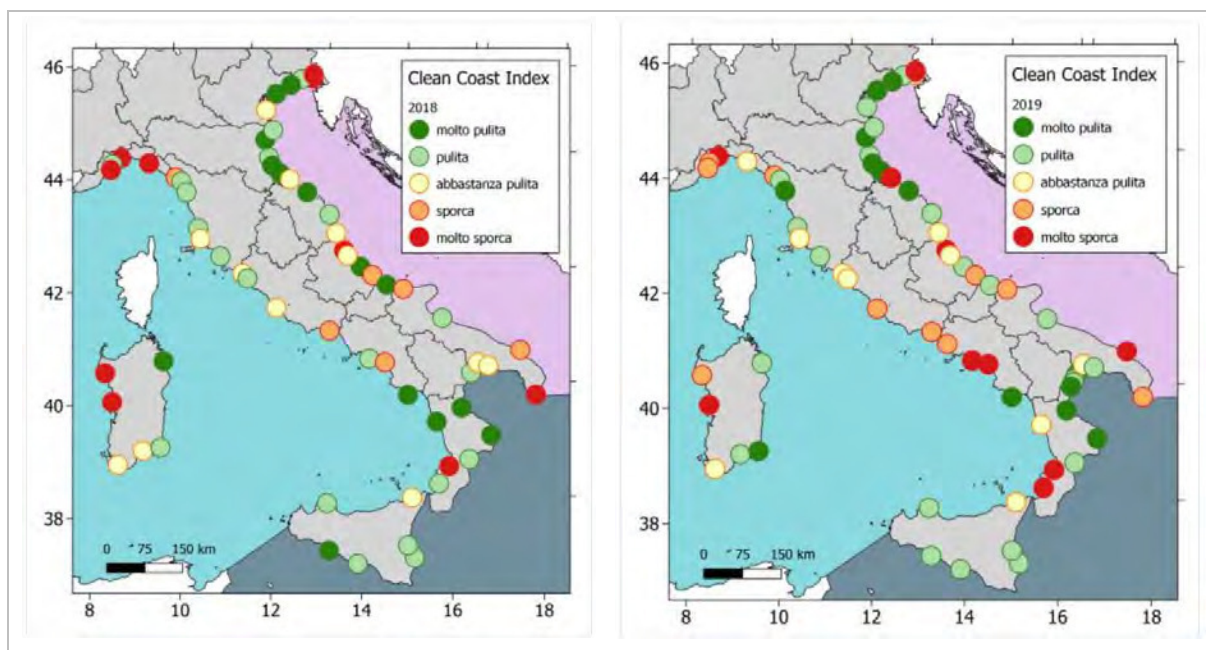 Clean Coast Index
2018
molto pulita
pulita
abbastanza pulita
sporca
molto sporca
46
44
42
40
38
0 75 150 km
8 10 12 14 16 18
Clean Coast Index
2019
molto pulita
pulita
abbastanza pulita
sporca
molto sporca
46
44
42
40
38
0 75 150 km
8 10 12 14 16 18